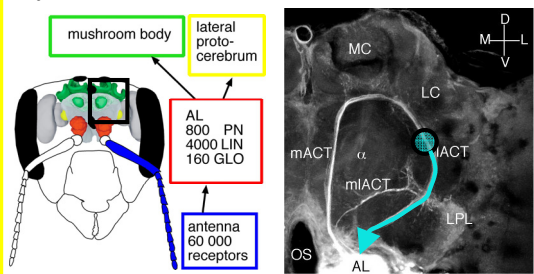 mushroom body
lateral
proto-
cerebrum
AL
800 PN
4000 LIN
160 GLO
antenna
60 000
receptors
D
M L
V
MC
LC
mACT
α
lACT
mlACT
LPL
OS
AL